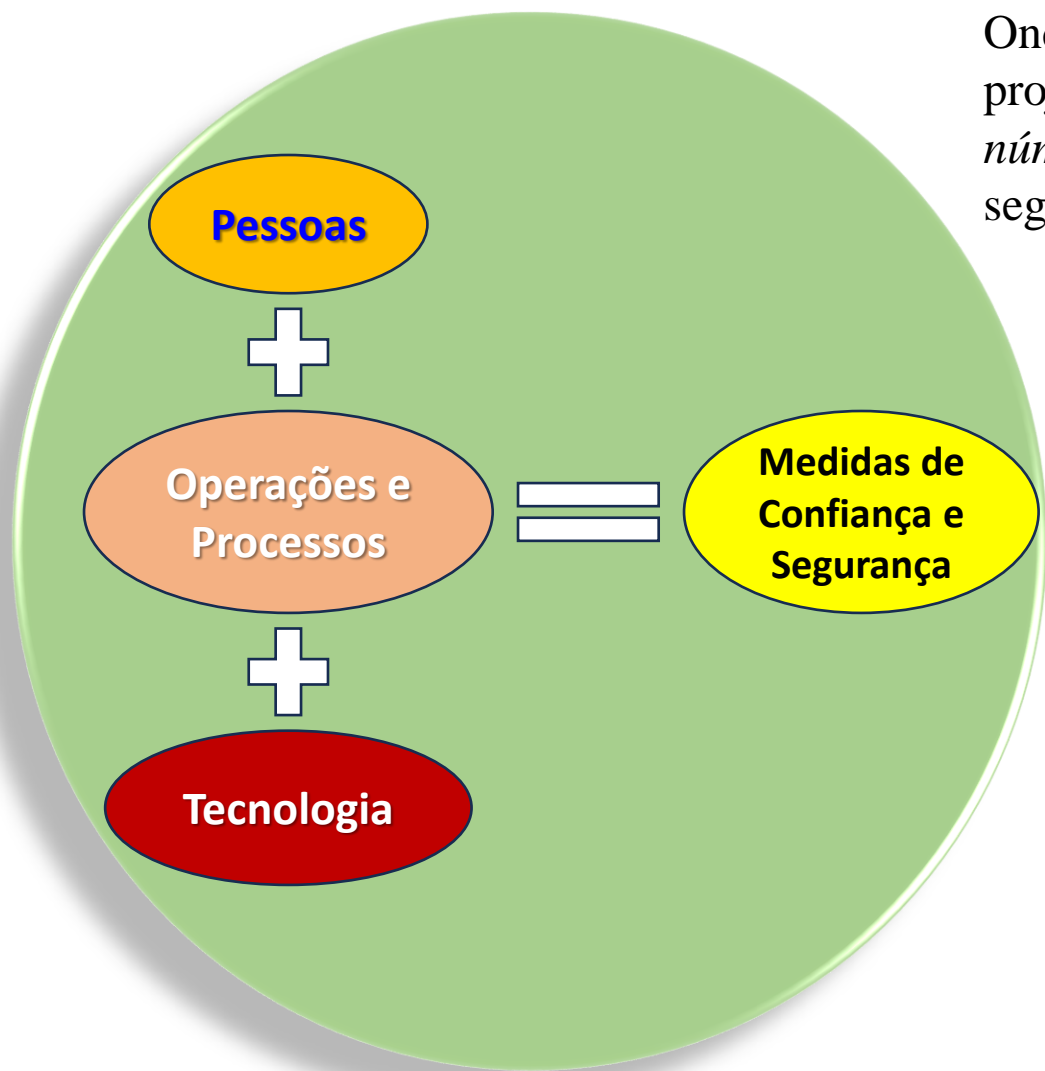 Pessoas
Operações e
Processos
Medidas de
Confiança e
Segurança
Tecnologia